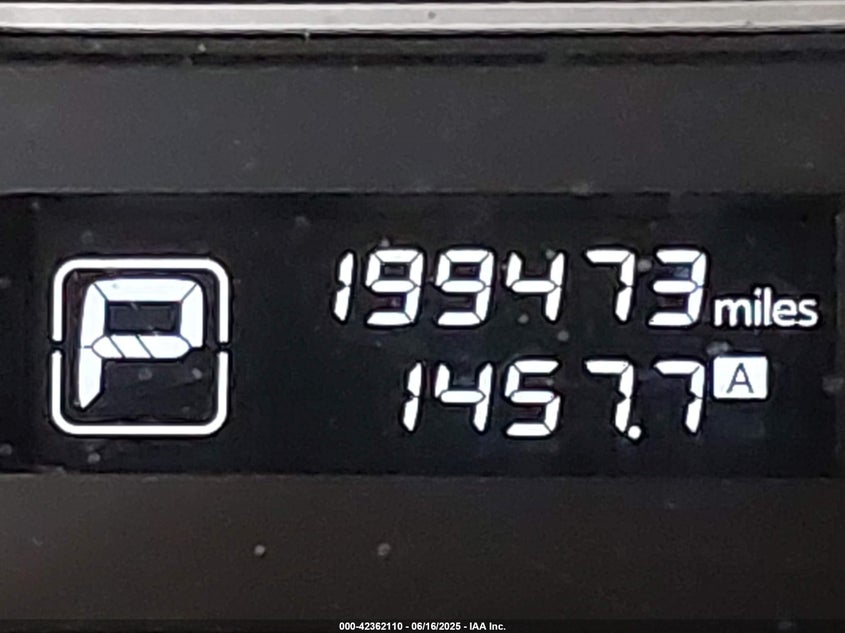 P
199473 miles
1457.7 A
000-42362110 - 06/16/2025 - IAA Inc.